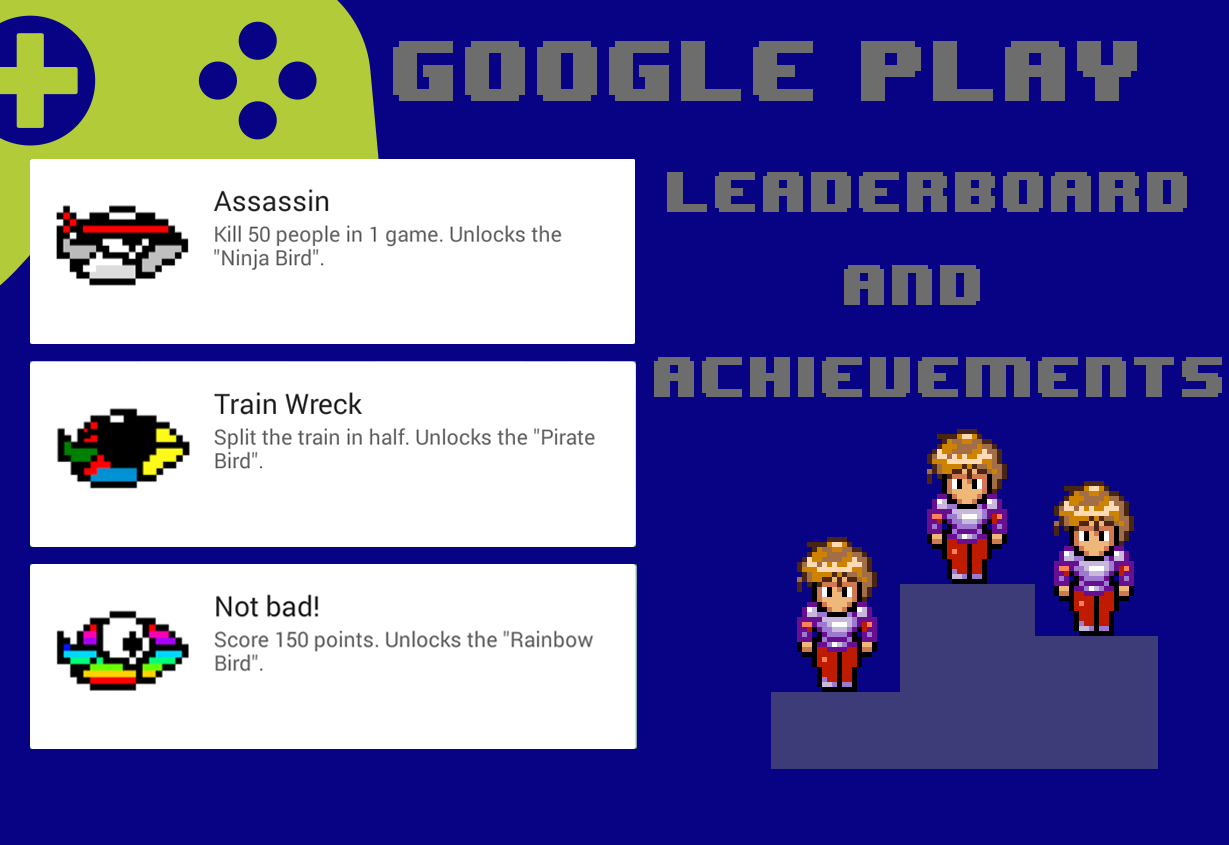 GOOGLE PLAY
LEADERBOARD
AND
ACHIEVEMENTS
Assassin
Kill 50 people in 1 game. Unlocks the
"Ninja Bird".
Train Wreck
Split the train in half. Unlocks the "Pirate
Bird".
Not bad!
Score 150 points. Unlocks the "Rainbow
Bird".